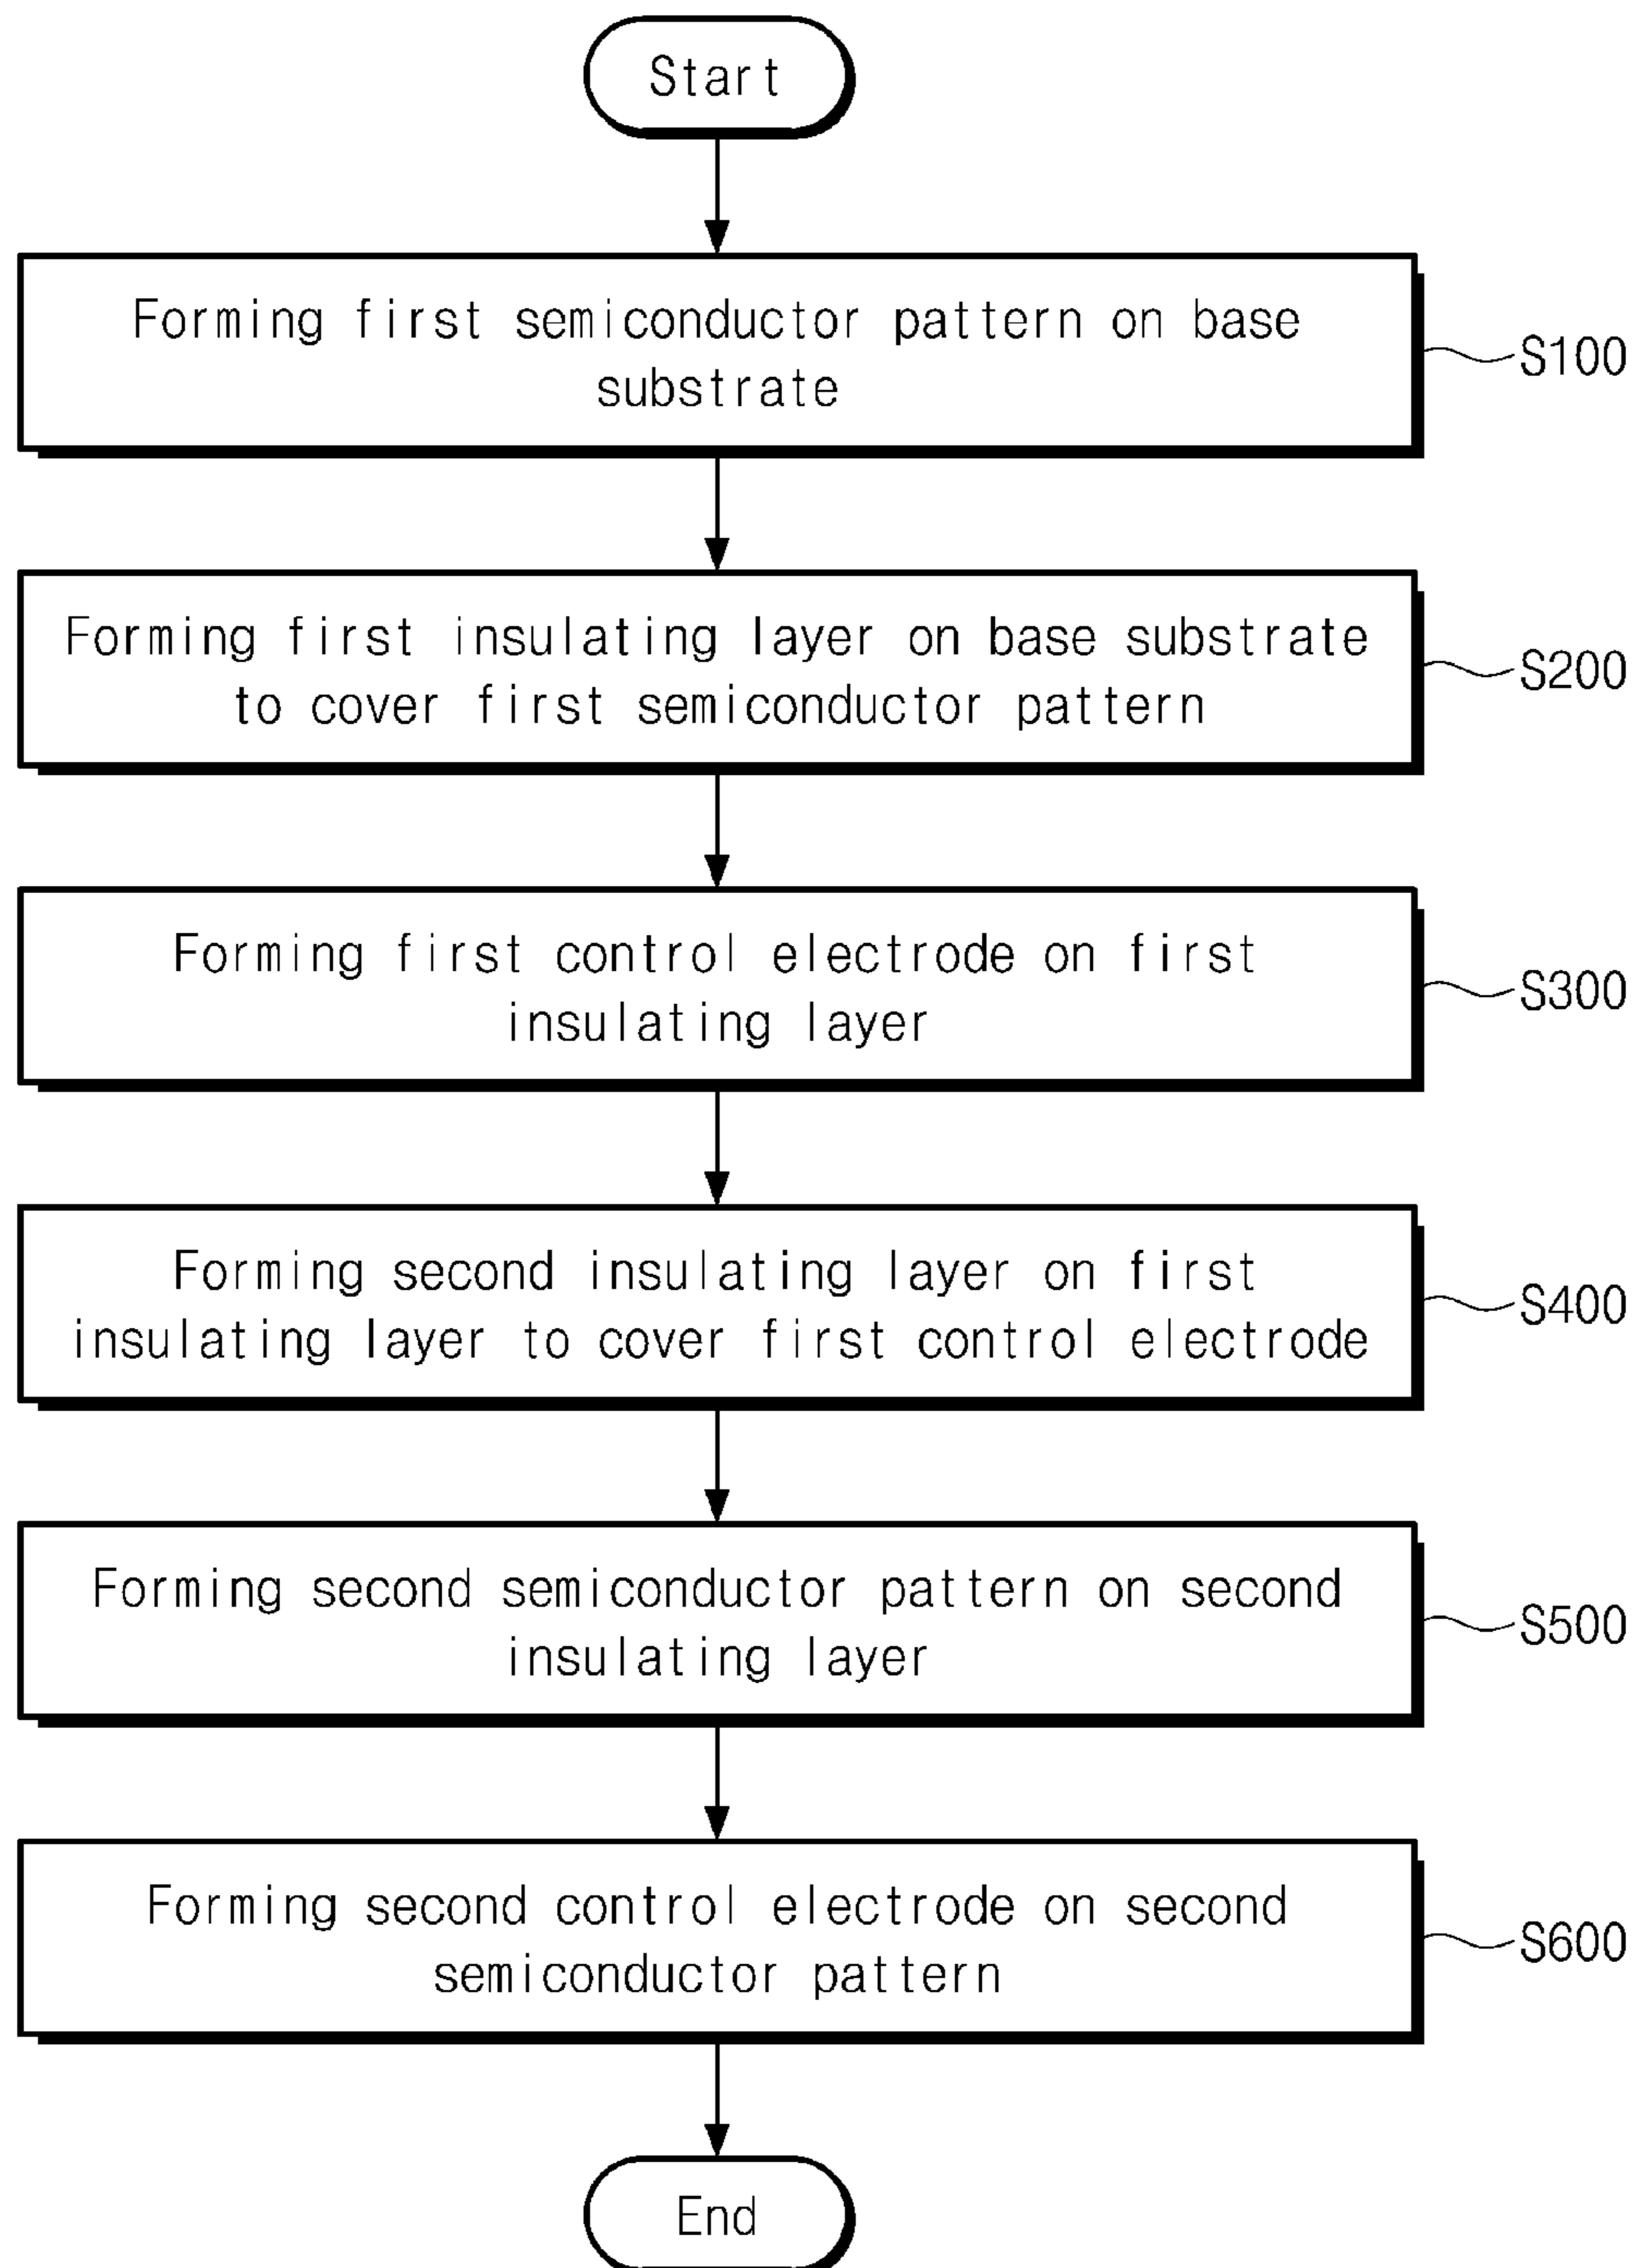 Start
Forming first semiconductor pattern on base
substrate
S100
Forming first insulating layer on base substrate
to cover first semiconductor pattern
S200
Forming first control electrode on first
insulating layer
S300
Forming second insulating layer on first
insulating layer to cover first control electrode
S400
Forming second semiconductor pattern on second
insulating layer
S500
Forming second control electrode on second
semiconductor pattern
S600
End